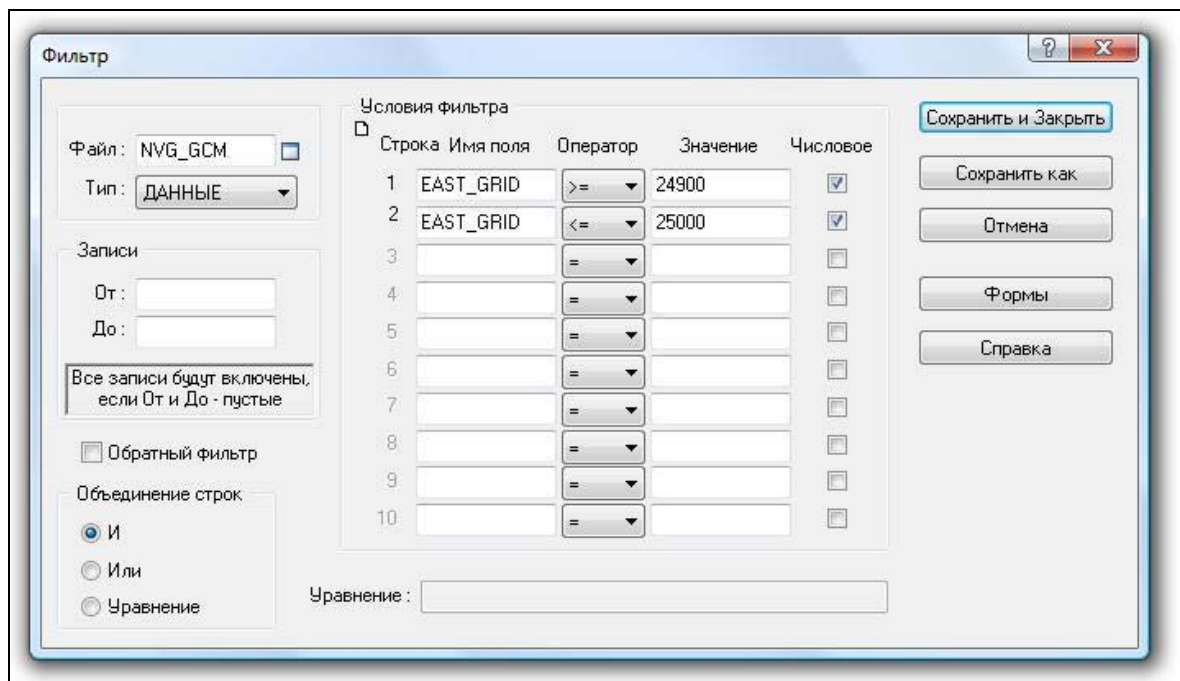 Фильтр
Файл: NVG_GCM
Тип: ДАННЫЕ
Записи
От:
До:
Все записи будут включены,
если От и До - пустые
Обратный фильтр
Объединение строк
И
Или
Уравнение
Условия фильтра
Строка Имя поля Оператор Значение Числовое
1 EAST_GRID >= 24900
2 EAST_GRID <= 25000
3 =
4 =
5 =
6 =
7 =
8 =
9 =
10 =
Уравнение:
Сохранить и Закрыть
Сохранить как
Отмена
Формы
Справка